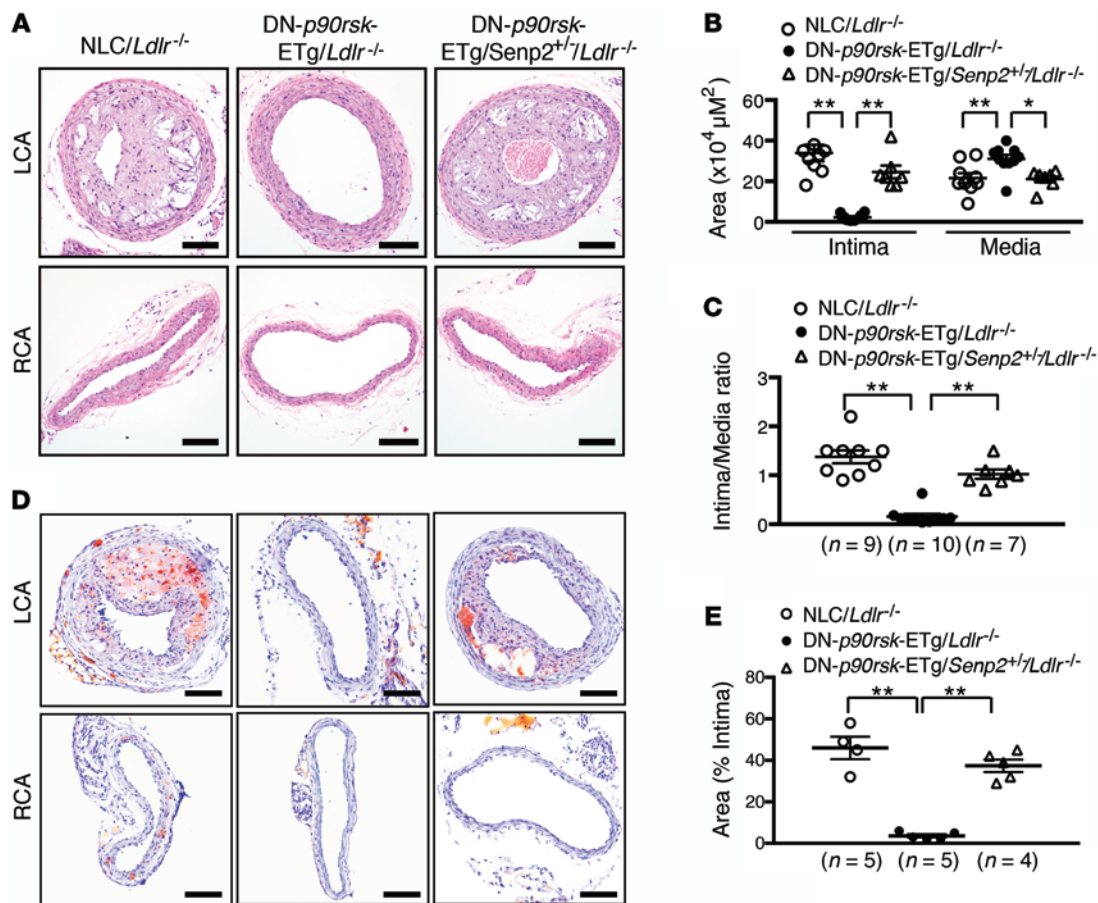 A
NLC/Ldlr-/-
DN-p90rsk-
ETg/Ldlr-/-
DN-p90rsk-
ETg/Senp2+/-/Ldlr-/-
LCA
RCA
B
NLC/Ldlr-/-
DN-p90rsk-ETg/Ldlr-/-
DN-p90rsk-ETg/Senp2+/-/Ldlr-/-
Area (x10⁴ μM²)
60
40
20
0
** ** ** *
Intima Media
C
NLC/Ldlr-/-
DN-p90rsk-ETg/Ldlr-/-
DN-p90rsk-ETg/Senp2+/-/Ldlr-/-
Intima/Media ratio
3
2
1
0
** **
(n = 9) (n = 10) (n = 7)
D
LCA
RCA
E
NLC/Ldlr-/-
DN-p90rsk-ETg/Ldlr-/-
DN-p90rsk-ETg/Senp2+/-/Ldlr-/-
Area (% Intima)
80
60
40
20
0
** **
(n = 5) (n = 5) (n = 4)